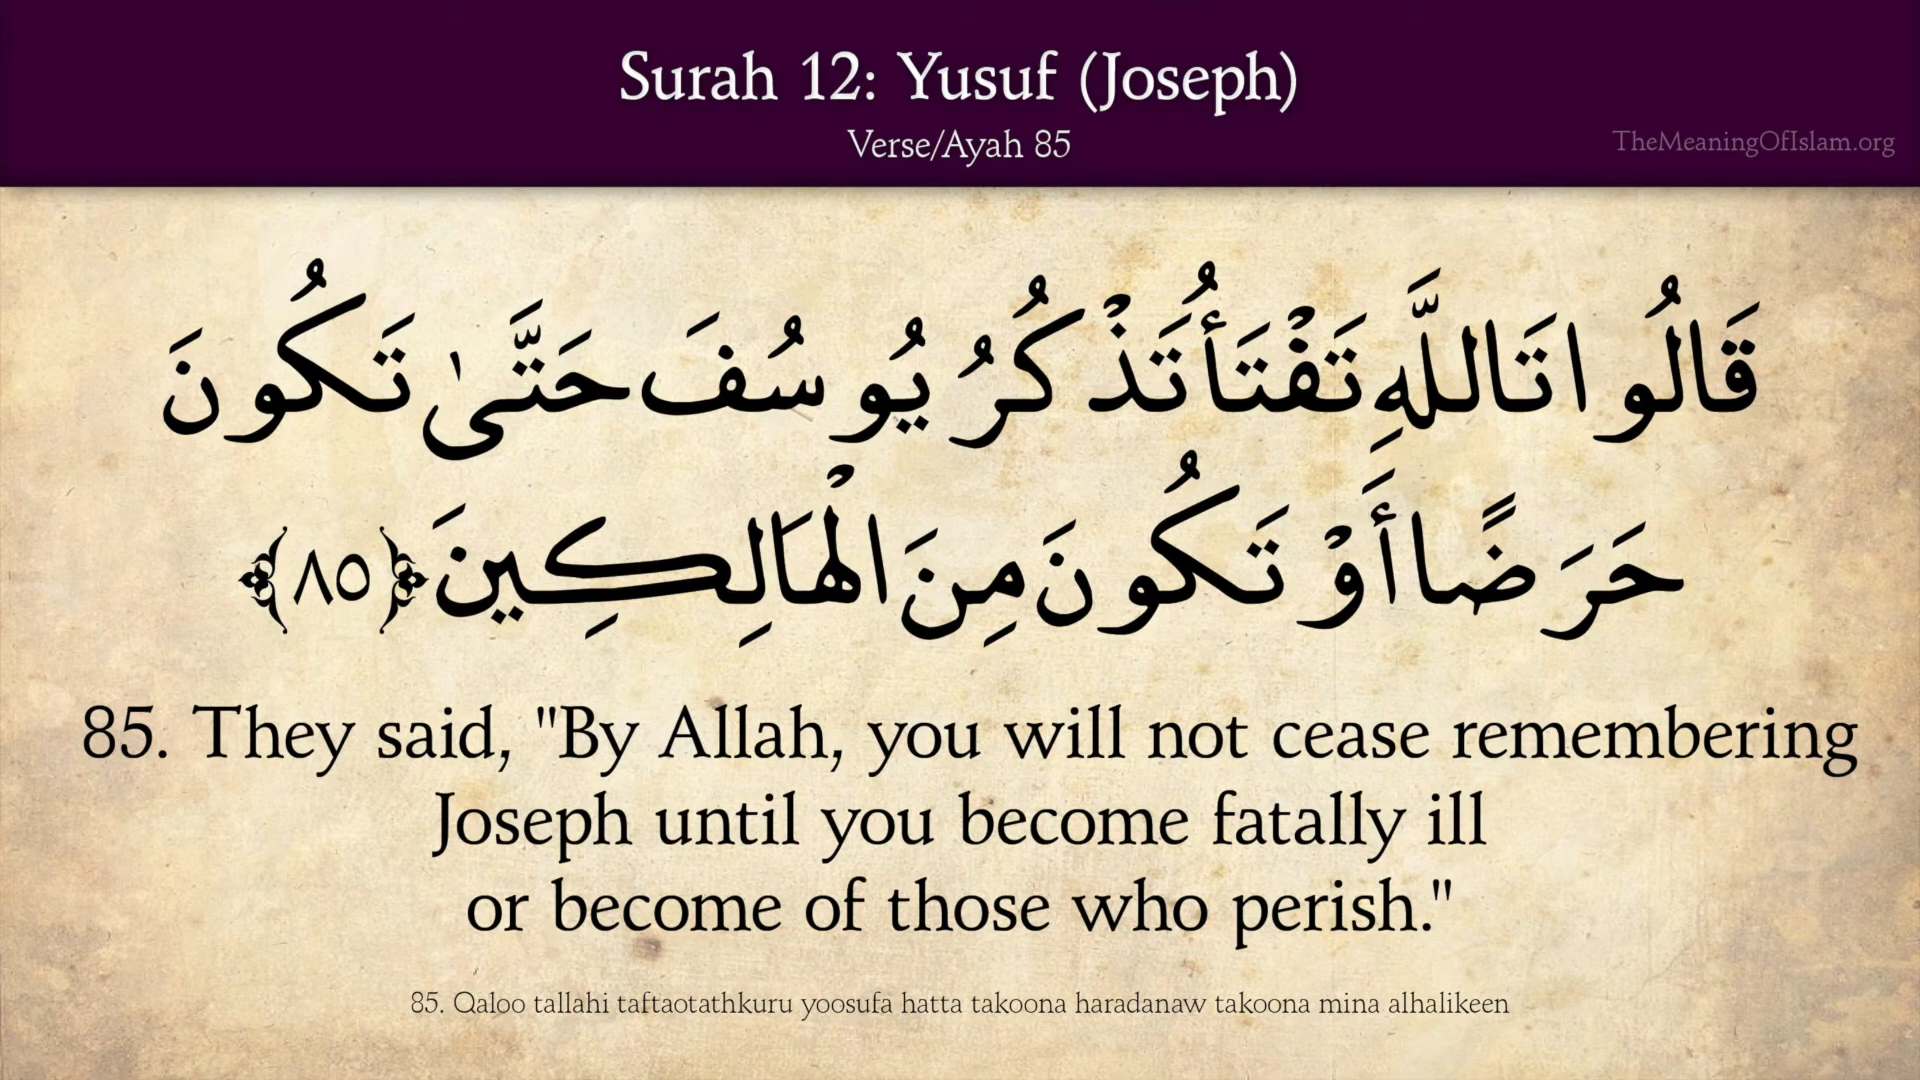 Surah 12: Yusuf (Joseph)
Verse/Ayah 85
TheMeaningOfIslam.org
قَالُوا تَاللَّهِ تَفْتَأُ تَذْكُرُ يُوسُفَ حَتَّىٰ تَكُونَ
حَرَضًا أَوْ تَكُونَ مِنَ الْهَالِكِينَ ﴿٨٥﴾
85. They said, "By Allah, you will not cease remembering
Joseph until you become fatally ill
or become of those who perish."
85. Qaloo tallahi taftaotathkuru yoosufa hatta takoona haradanaw takoona mina alhalikeen